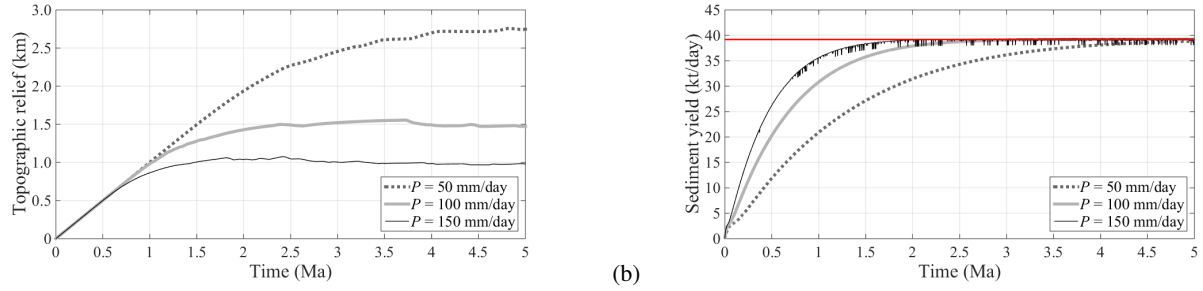 3.0
2.5
2.0
1.5
1.0
0.5
0
Topographic relief (km)
P = 50 mm/day
P = 100 mm/day
P = 150 mm/day
0 0.5 1 1.5 2 2.5 3 3.5 4 4.5 5
Time (Ma)
(b)
45
40
35
30
25
20
15
10
5
0
Sediment yield (kt/day)
P = 50 mm/day
P = 100 mm/day
P = 150 mm/day
0 0.5 1 1.5 2 2.5 3 3.5 4 4.5 5
Time (Ma)